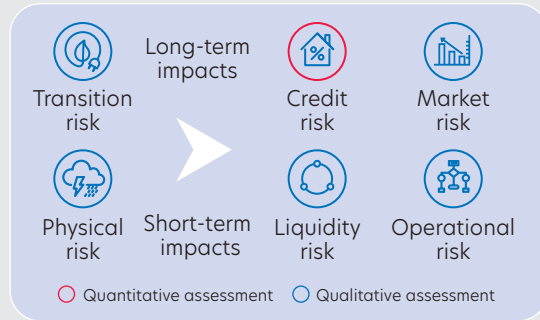 Long-term
impacts
%
Transition
risk
Credit
risk
Market
risk
Physical
risk
Short-term
impacts
Liquidity
risk
Operational
risk
Quantitative assessment
Qualitative assessment